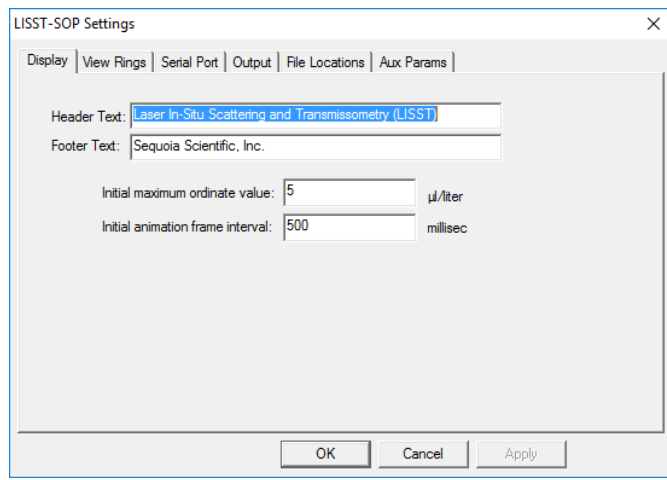 LISST-SOP Settings
Display View Rings Serial Port Output File Locations Aux Params
Header Text: Laser In-Situ Scattering and Transmissometry (LISST)
Footer Text: Sequoia Scientific, Inc.
Initial maximum ordinate value: 5 µl/liter
Initial animation frame interval: 500 millisec
OK Cancel Apply